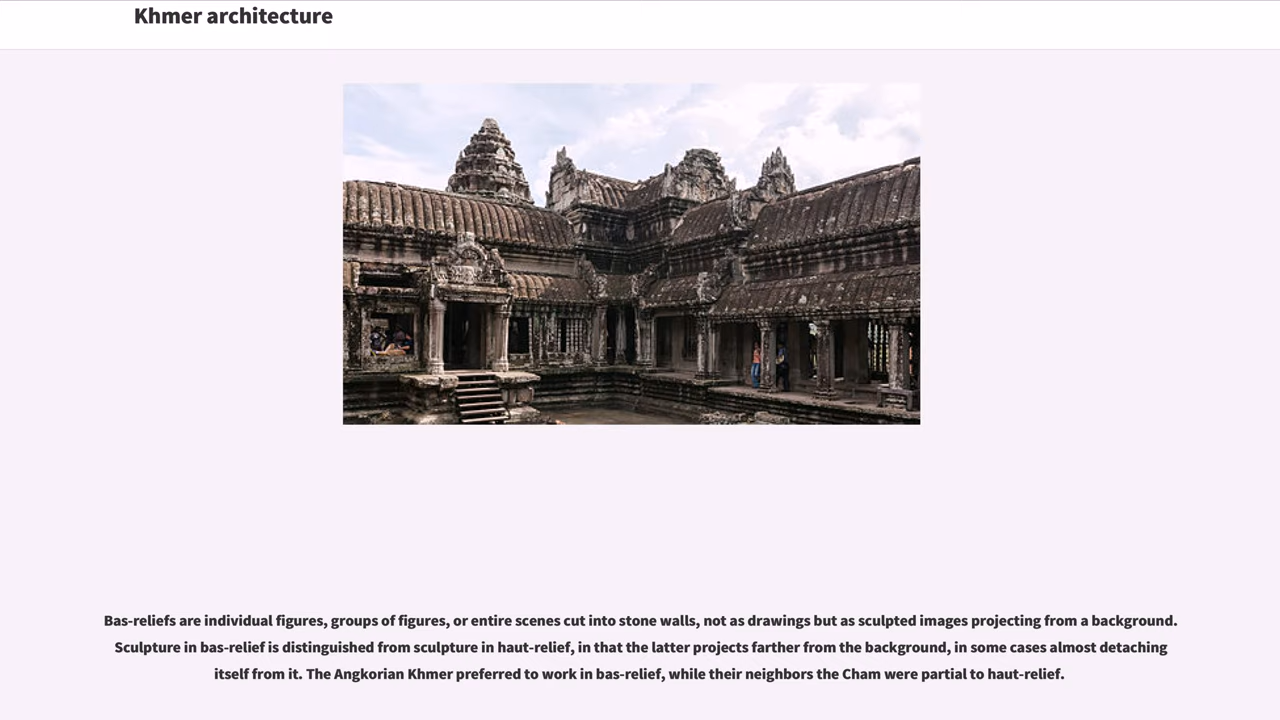 Khmer architecture
Bas-reliefs are individual figures, groups of figures, or entire scenes cut into stone walls, not as drawings but as sculpted images projecting from a background.
Sculpture in bas-relief is distinguished from sculpture in haut-relief, in that the latter projects farther from the background, in some cases almost detaching
itself from it. The Angkorian Khmer preferred to work in bas-relief, while their neighbors the Cham were partial to haut-relief.